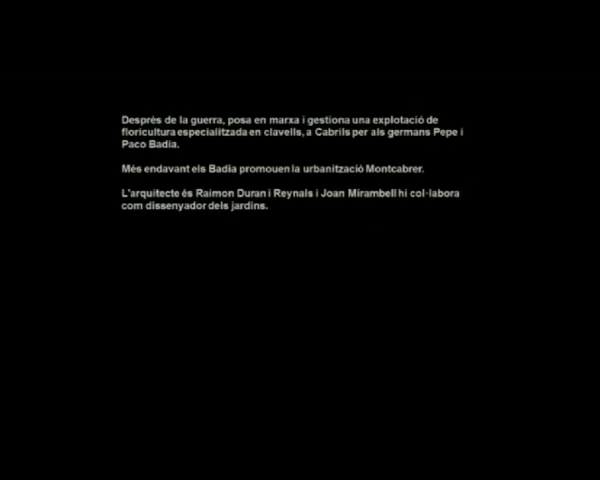 Desprès de la guerra, posa en marxa i gestiona una explotació de
floricultura especialitzada en clavells, a Cabrils per als germans Pepe i
Paco Badia.
Més endavant els Badia promouen la urbanització Montcabrer.
L'arquitecte és Raimon Duran i Reynals i Joan Mirambell hi col·labora
com dissenyador dels jardins.